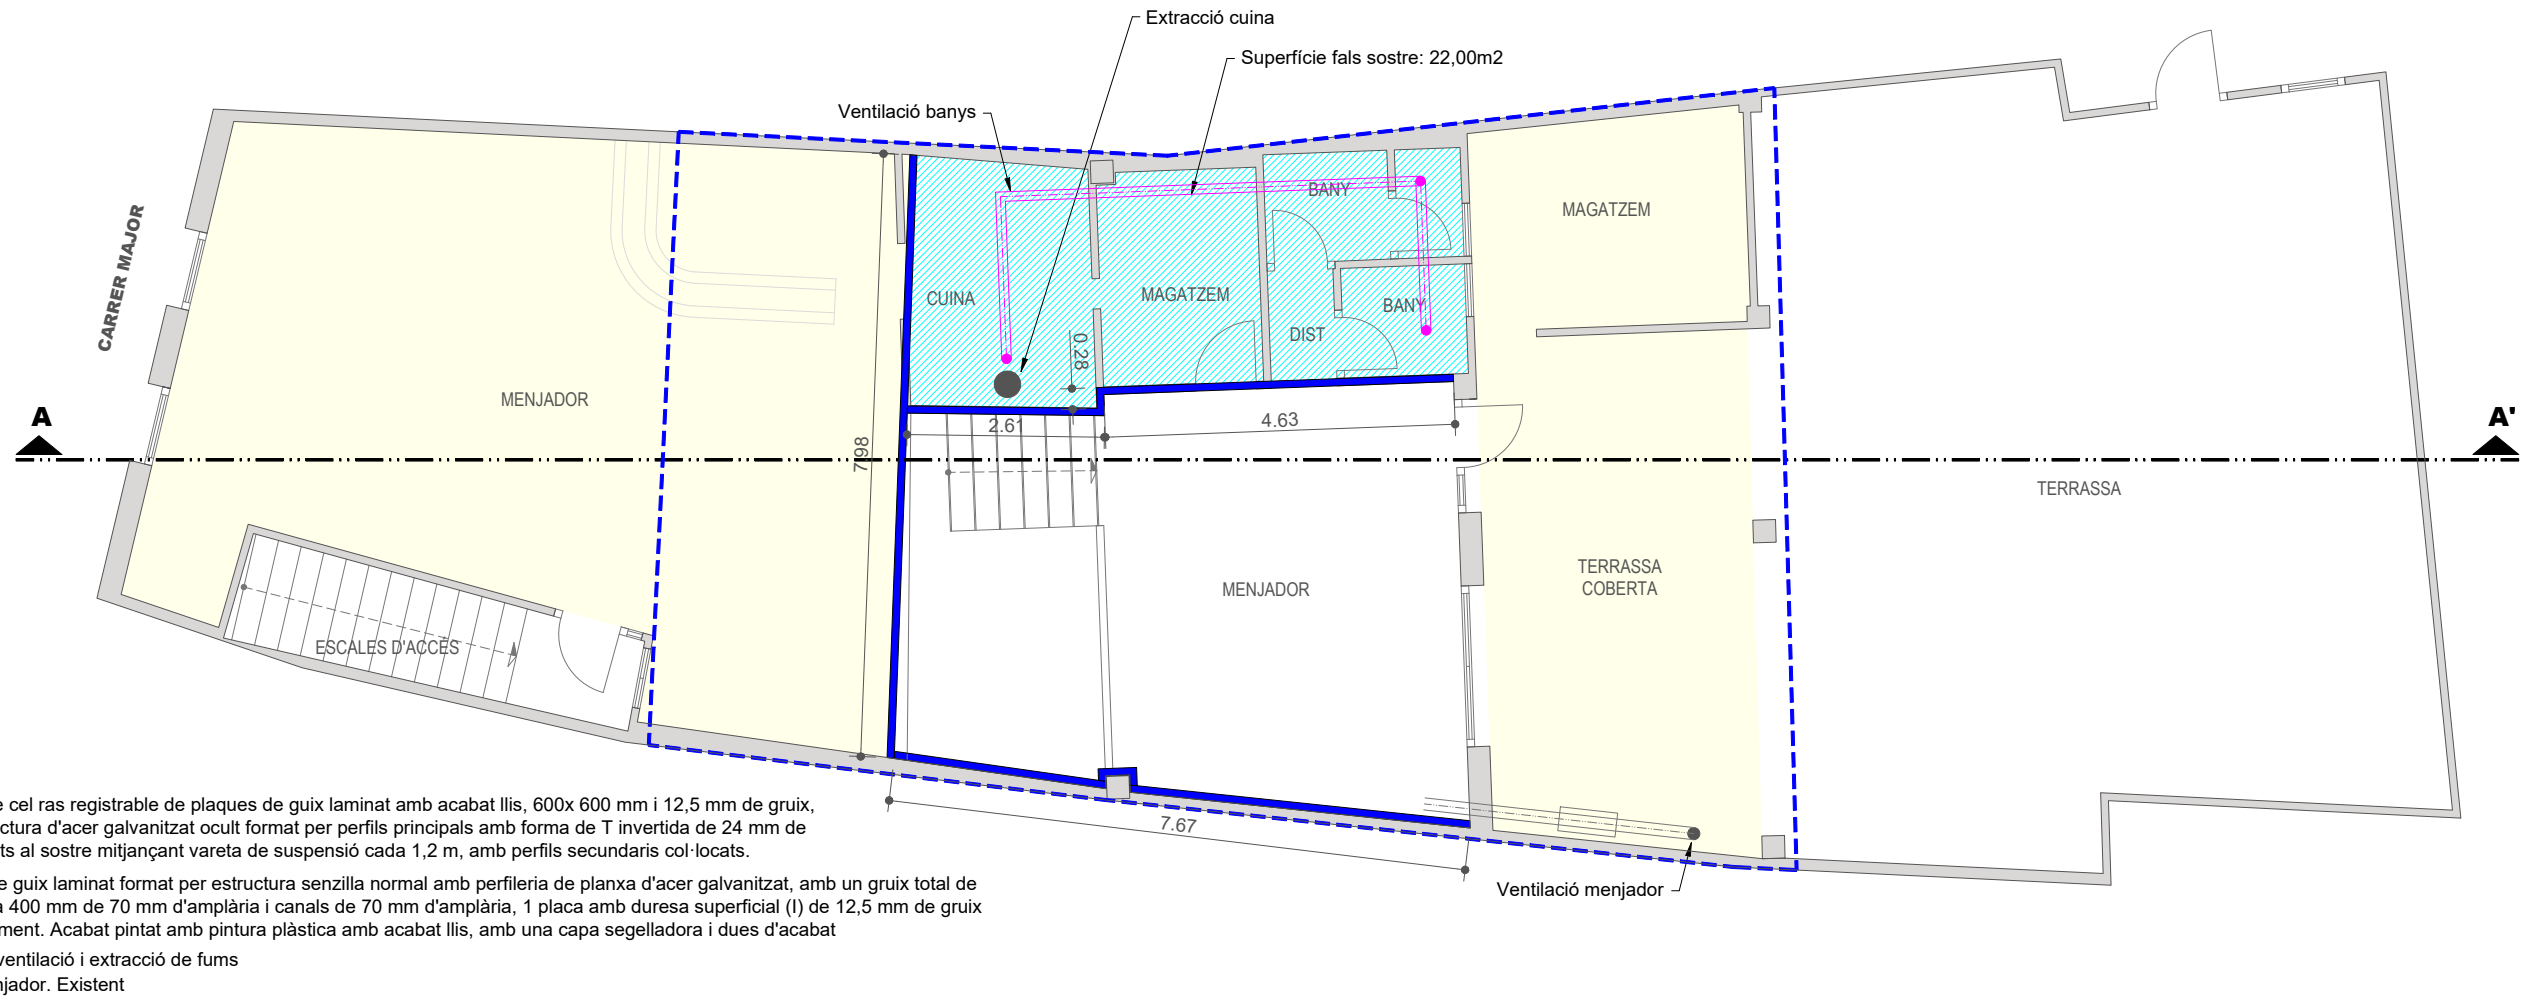 Extracció cuina
Superfície fals sostre: 22,00m2
Ventilació banys
BANY
MAGATZEM
CARRER MAJOR
CUINA
MAGATZEM
BANY
DIST
0.28
MENJADOR
A
A'
2.61
4.63
7.98
TERRASSA
TERRASSA
COBERTA
MENJADOR
ESCALES D'ACCÉS
e cel ras registrable de plaques de guix laminat amb acabat llis, 600x 600 mm i 12,5 mm de gruix,
ctura d'acer galvanitzat ocult format per perfils principals amb forma de T invertida de 24 mm de
ts al sostre mitjançant vareta de suspensió cada 1,2 m, amb perfils secundaris col·locats.
7.67
e guix laminat format per estructura senzilla normal amb perfileria de planxa d'acer galvanitzat, amb un gruix total de
a 400 mm de 70 mm d'amplària i canals de 70 mm d'amplària, 1 placa amb duresa superficial (I) de 12,5 mm de gruix
ment. Acabat pintat amb pintura plàstica amb acabat llis, amb una capa segelladora i dues d'acabat
Ventilació menjador
ventilació i extracció de fums
njador. Existent